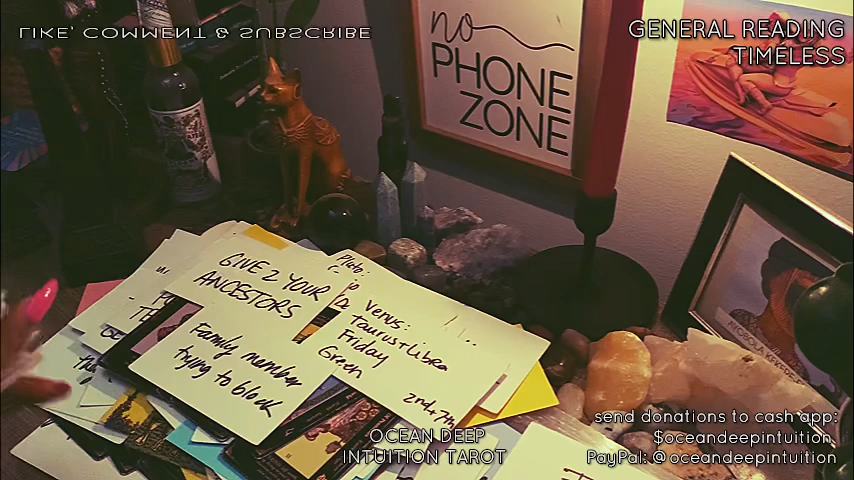 LIKE, COMMENT & SUBSCRIBE
GENERAL READING
TIMELESS
no
PHONE
ZONE
GIVE 2 YOUR
ANCESTORS
Family member
trying to block
Pluto:
Venus:
taurus+libra
Friday
Green
2nd+7th
OCEAN DEEP
INTUITION TAROT
send donations to cash app:
$oceandeepintuition
PayPal: @oceandeepintuition